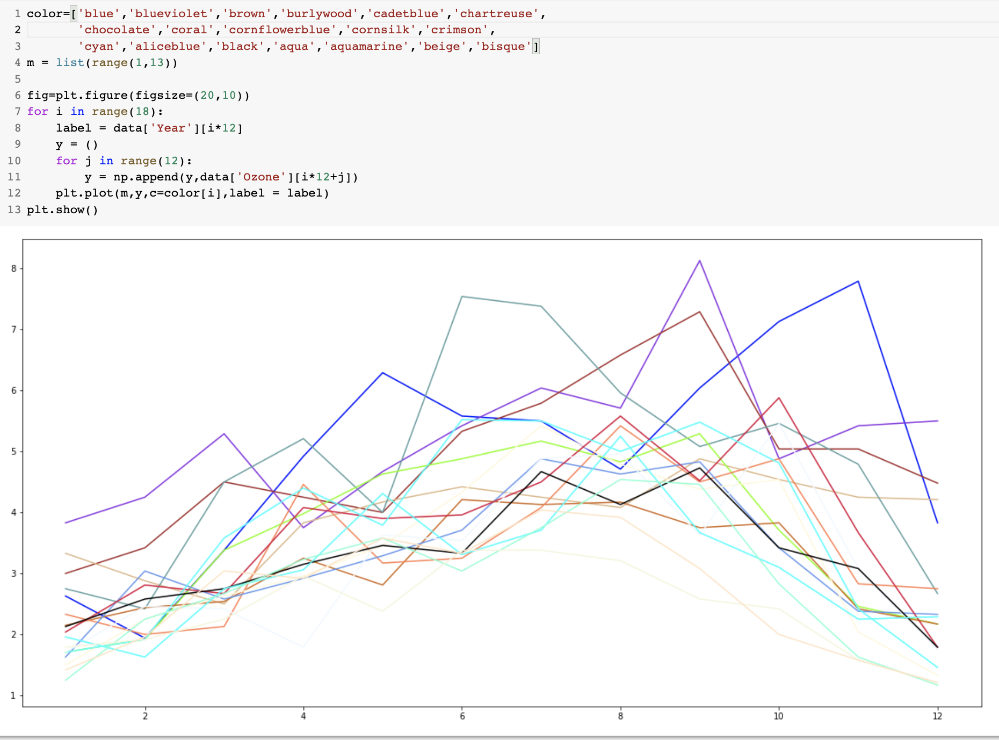 1 color=['blue','blueviolet','brown','burlywood','cadetblue','chartreuse',
2 'chocolate','coral','cornflowerblue','cornsilk','crimson',
3 'cyan','aliceblue','black','aqua','aquamarine','beige','bisque']
4 m = list(range(1,13))
5
6 fig=plt.figure(figsize=(20,10))
7 for i in range(18):
8     label = data['Year'][i*12]
9     y = ()
10     for j in range(12):
11         y = np.append(y,data['Ozone'][i*12+j])
12     plt.plot(m,y,c=color[i],label = label)
13 plt.show()
8
7
6
5
4
3
2
1
2 4 6 8 10 12